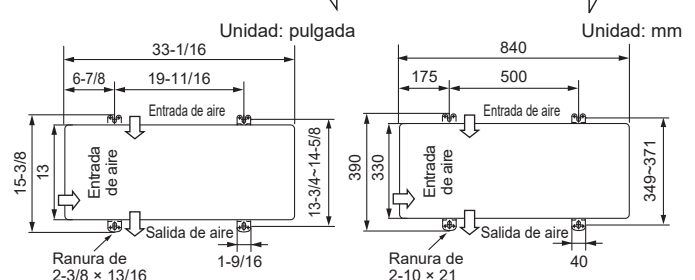 Unidad: pulgada
33-1/16
6-7/8
19-11/16
Entrada de aire
15-3/8
13
Entrada
de aire
13-3/4~14-5/8
Salida de aire
Ranura de
2-3/8 × 13/16
1-9/16
Unidad: mm
840
175
500
Entrada de aire
390
330
Entrada
de aire
349~371
Salida de aire
Ranura de
2-10 × 21
40